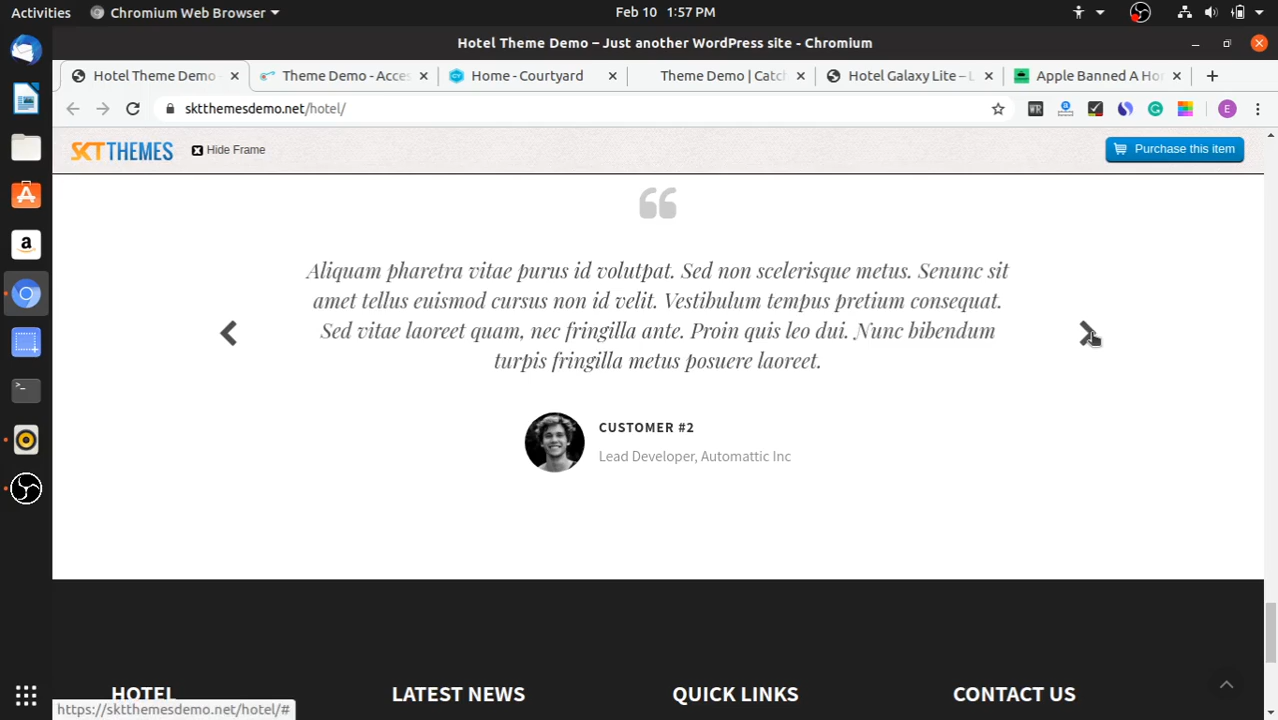 Activities Chromium Web Browser Feb 10 1:57 PM
Hotel Theme Demo – Just another WordPress site - Chromium
Hotel Theme Demo Theme Demo - Acces Home - Courtyard Theme Demo | Catch Hotel Galaxy Lite – L Apple Banned A Ho
sktthemesdemo.net/hotel/
SKT THEMES Hide Frame Purchase this item
Aliquam pharetra vitae purus id volutpat. Sed non scelerisque metus. Senunc sit
amet tellus euismod cursus non id velit. Vestibulum tempus pretium consequat.
Sed vitae laoreet quam, nec fringilla ante. Proin quis leo dui. Nunc bibendum
turpis fringilla metus posuere laoreet.
CUSTOMER #2
Lead Developer, Automattic Inc
HOTEL LATEST NEWS QUICK LINKS CONTACT US
https://sktthemesdemo.net/hotel/#